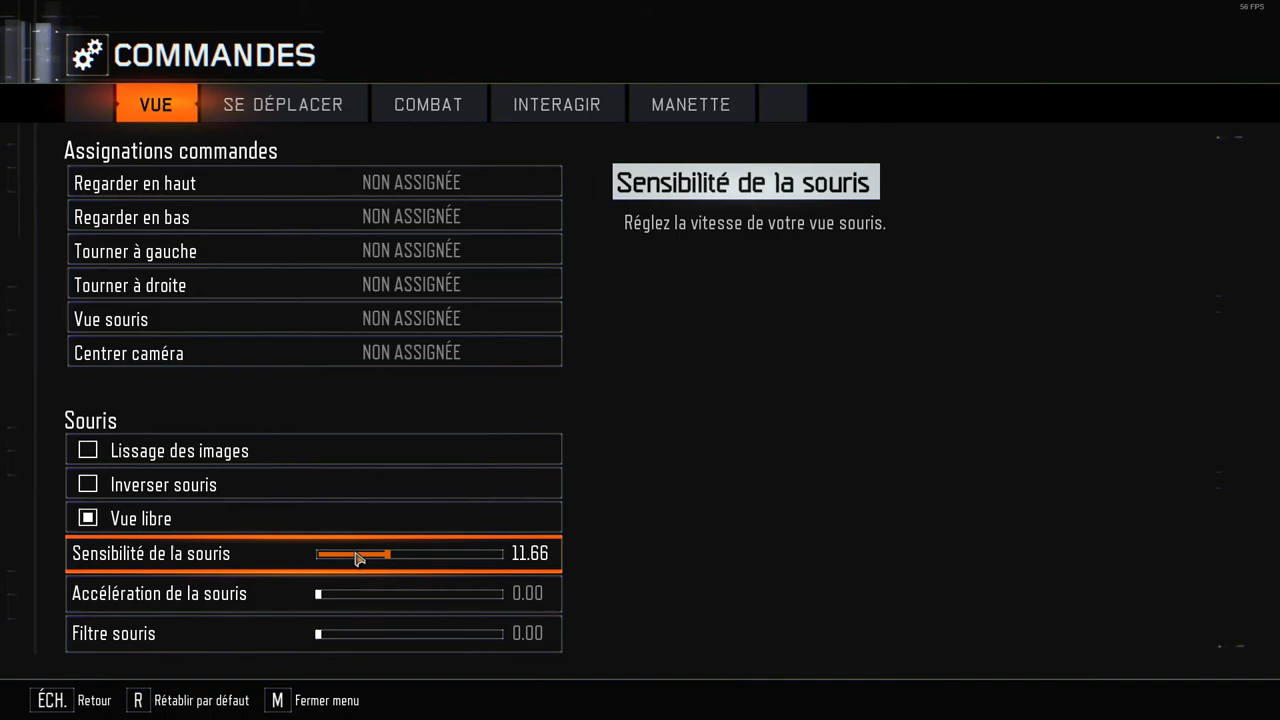 56 FPS
COMMANDES
VUE SE DÉPLACER COMBAT INTERAGIR MANETTE
Assignations commandes
Regarder en haut NON ASSIGNÉE
Regarder en bas NON ASSIGNÉE
Tourner à gauche NON ASSIGNÉE
Tourner à droite NON ASSIGNÉE
Vue souris NON ASSIGNÉE
Centrer caméra NON ASSIGNÉE
Souris
Lissage des images
Inverser souris
Vue libre
Sensibilité de la souris 11.66
Accélération de la souris 0.00
Filtre souris 0.00
Sensibilité de la souris
Réglez la vitesse de votre vue souris.
ÉCH. Retour R Rétablir par défaut M Fermer menu